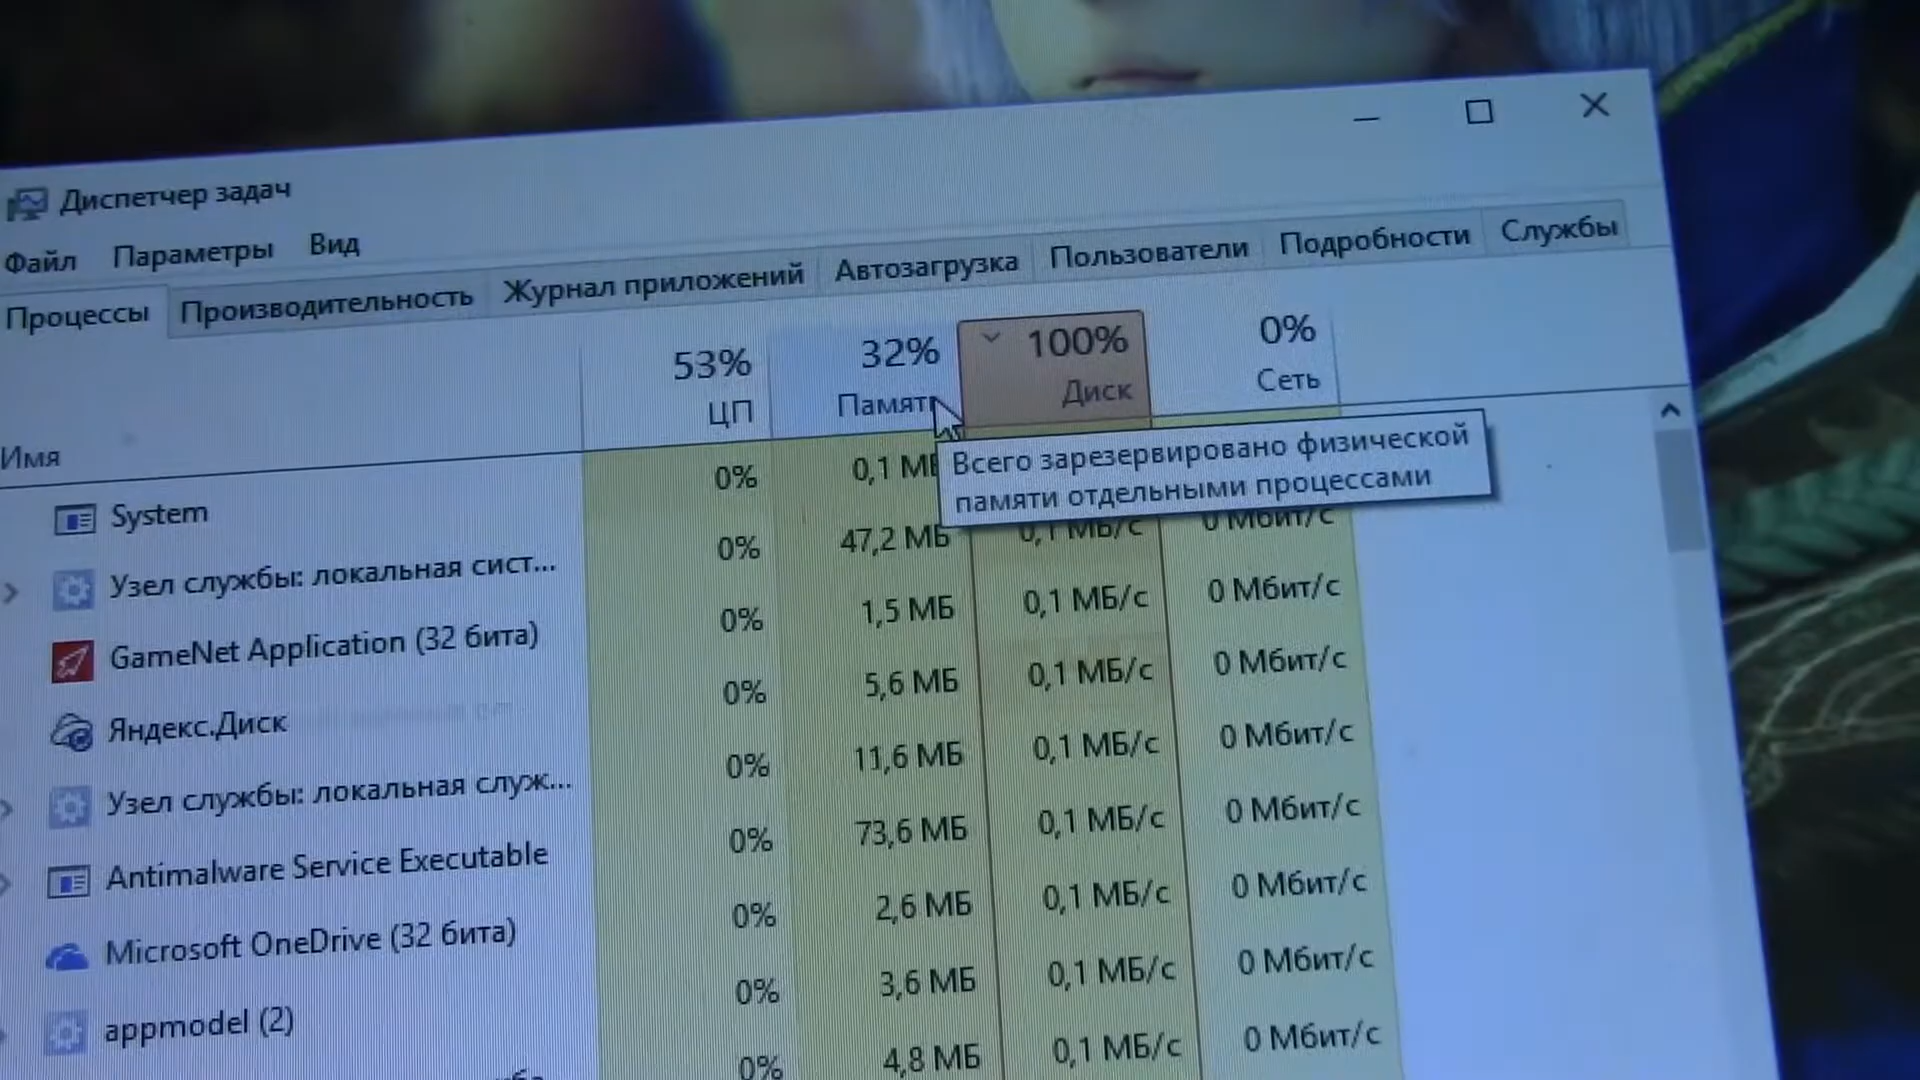 Диспетчер задач
Файл Параметры Вид
Процессы Производительность Журнал приложений Автозагрузка Пользователи Подробности Службы
53% 32% 100% 0%
Имя ЦП Память Диск Сеть
Всего зарезервировано физической
памяти отдельными процессами
System 0% 0,1 МБ
Узел службы: локальная сист... 0% 47,2 МБ 0,1 МБ/с 0 Мбит/с
GameNet Application (32 бита) 0% 1,5 МБ 0,1 МБ/с 0 Мбит/с
Яндекс.Диск 0% 5,6 МБ 0,1 МБ/с 0 Мбит/с
Узел службы: локальная служ... 0% 11,6 МБ 0,1 МБ/с 0 Мбит/с
Antimalware Service Executable 0% 73,6 МБ 0,1 МБ/с 0 Мбит/с
Microsoft OneDrive (32 бита) 0% 2,6 МБ 0,1 МБ/с 0 Мбит/с
appmodel (2) 0% 3,6 МБ 0,1 МБ/с 0 Мбит/с
0% 4,8 МБ 0,1 МБ/с 0 Мбит/с